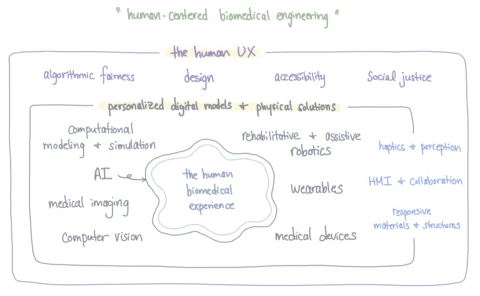 "human-centered biomedical engineering"
the human UX
algorithmic fairness
design
accessibility
Social justice
personalized digital models + physical solutions
computational
modeling + simulation
AI
medical imaging
Computer vision
the human
biomedical
experience
rehabilitative + assistive
robotics
wearables
medical devices
haptics + perception
HMI + Collaboration
responsive
materials + structures